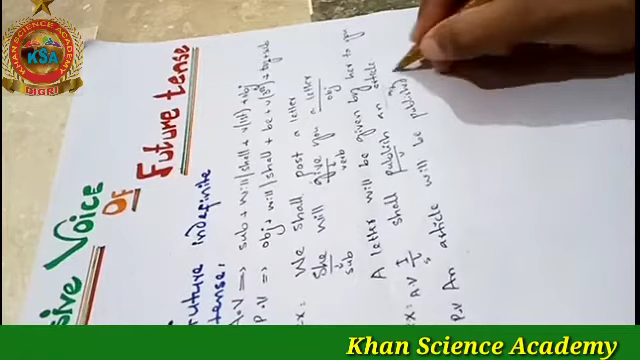 KHAN SCIENCE ACADEMY
KSA
DIGRI
sive Voice
OF
Future tense
Future indefinite
tense.
A.V => sub + will/shall + v(1st) + obj
P.V => obj + will/shall + be + v(3rd) + by sub
Ex: We shall post a letter
She will give you a letter
sub verb obj
A letter will be given by her to you
Ex: A.V I shall publish an article
s v
P.V An article will be published
Khan Science Academy